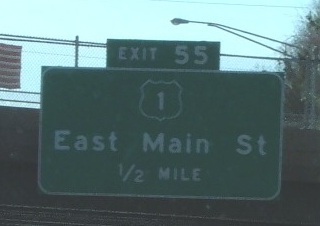 EXIT 55
1
East Main St
1/2 MILE